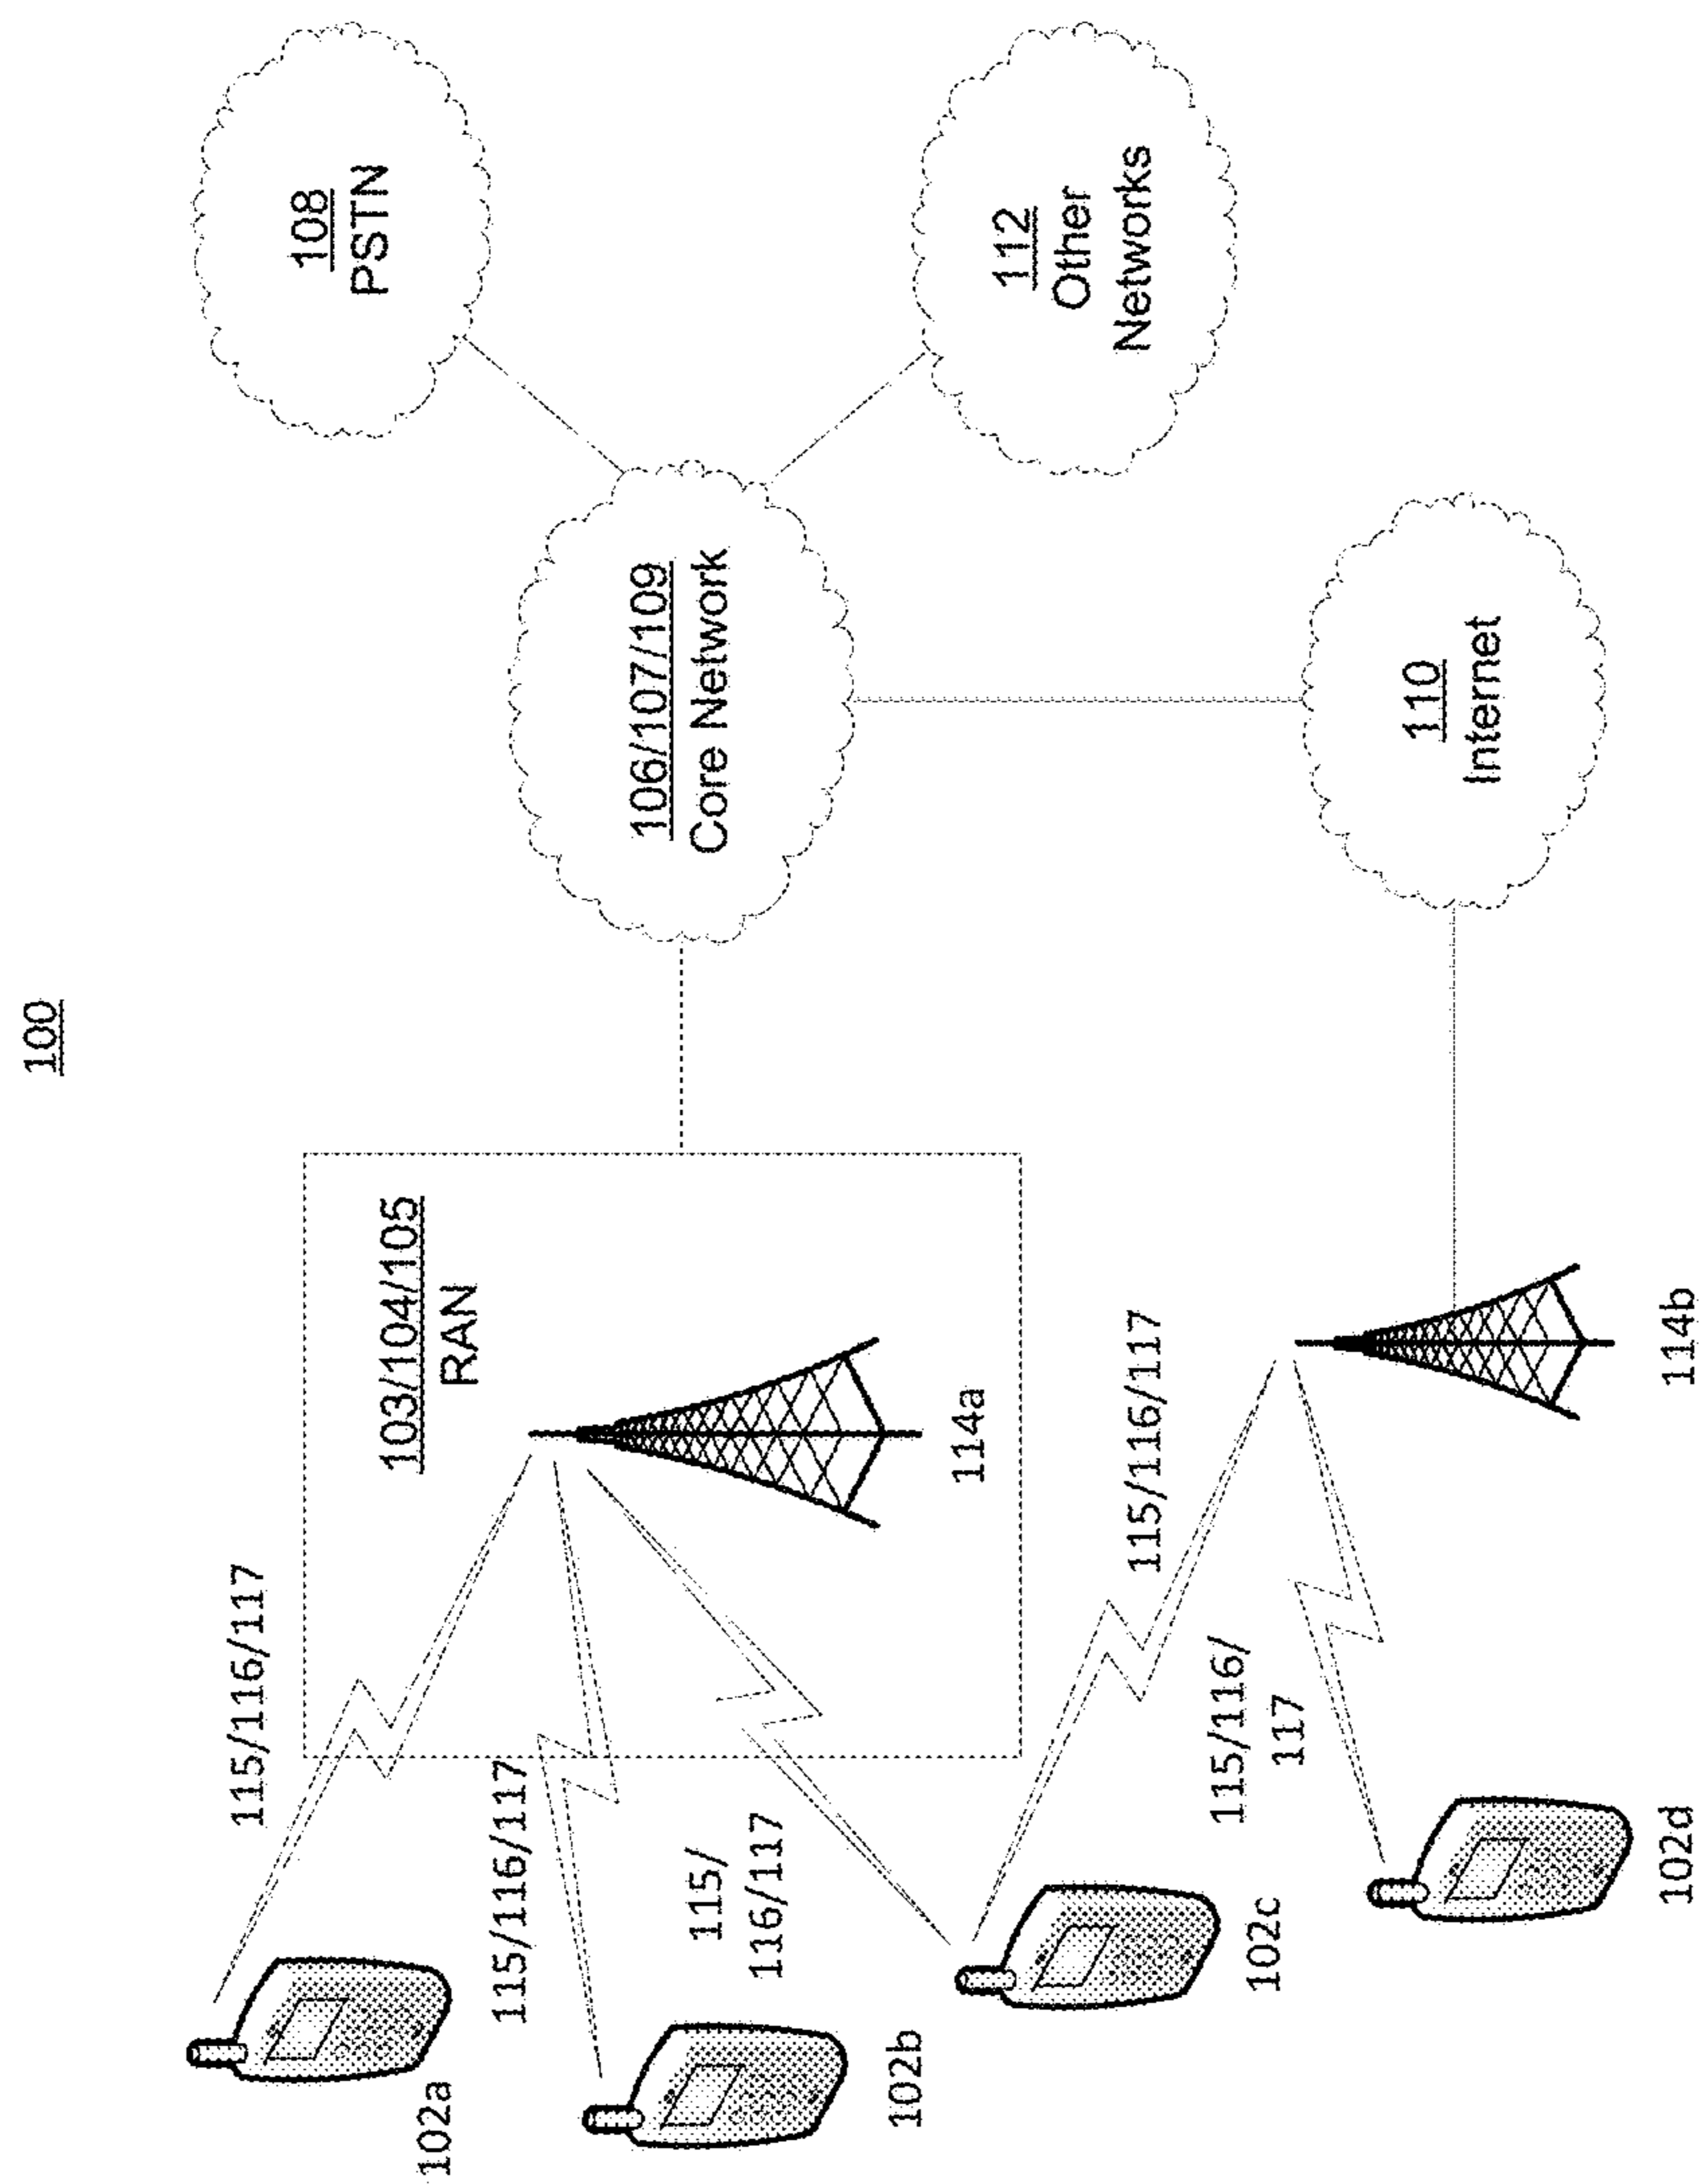 100
108
PSTN
106/107/109
Core Network
112
Other
Networks
110
Internet
103/104/105
RAN
114a
114b
115/116/117
115/116/117
115/
116/117
115/116/117
115/116/
117
102a
102b
102c
102d